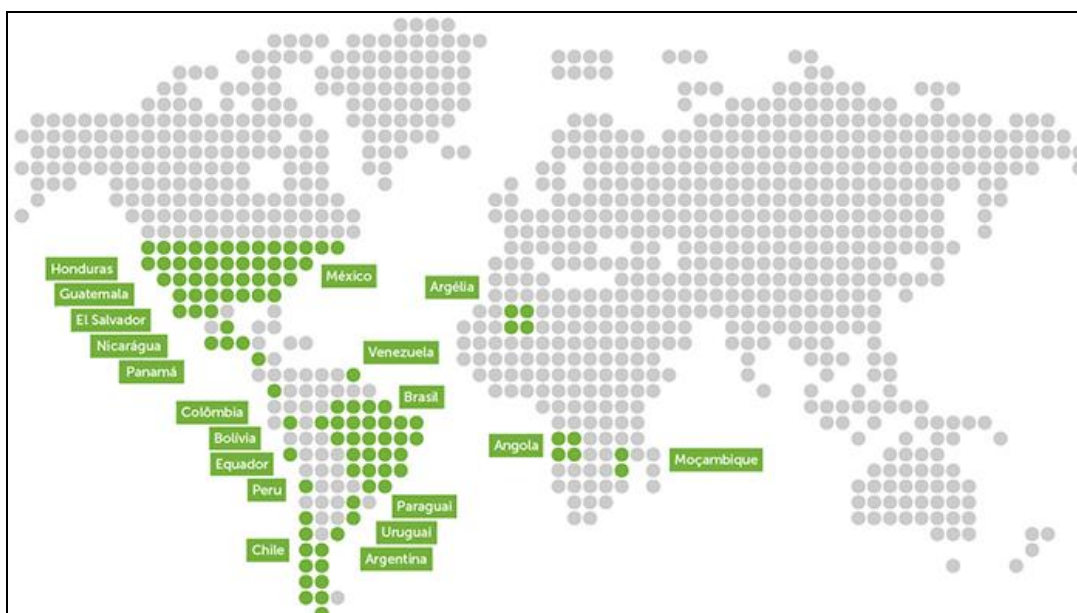 Honduras
Guatemala
El Salvador
Nicarágua
Panamá
México
Venezuela
Brasil
Colômbia
Bolívia
Equador
Peru
Chile
Paraguai
Uruguai
Argentina
Argélia
Angola
Moçambique